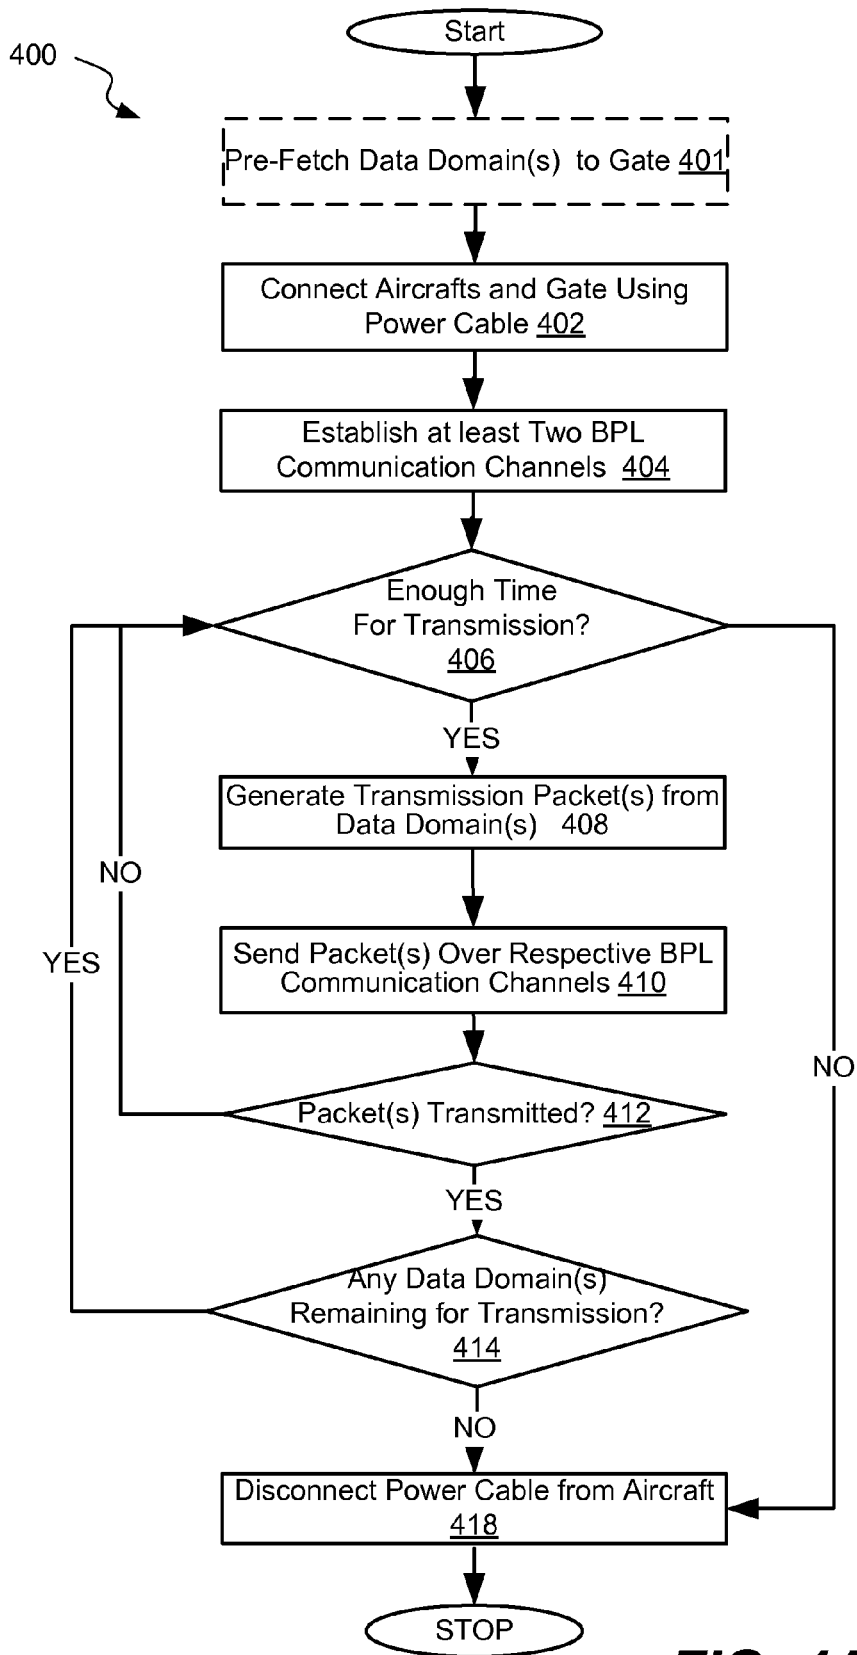 Start
400
Pre-Fetch Data Domain(s) to Gate 401
Connect Aircrafts and Gate Using
Power Cable 402
Establish at least Two BPL
Communication Channels 404
Enough Time
For Transmission?
406
YES
Generate Transmission Packet(s) from
Data Domain(s) 408
NO
YES
Send Packet(s) Over Respective BPL
Communication Channels 410
NO
Packet(s) Transmitted? 412
YES
Any Data Domain(s)
Remaining for Transmission?
414
NO
Disconnect Power Cable from Aircraft
418
STOP